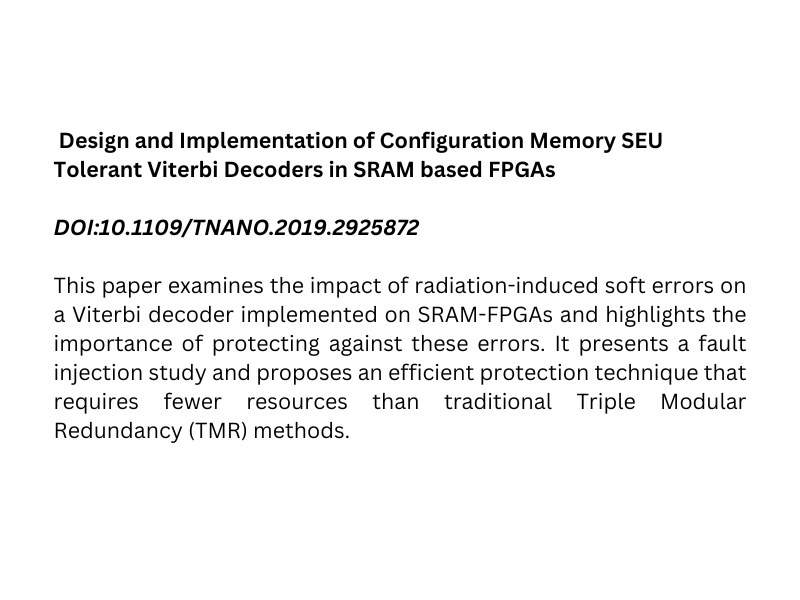 Design and Implementation of Configuration Memory SEU
Tolerant Viterbi Decoders in SRAM based FPGAs
DOI:10.1109/TNANO.2019.2925872
This paper examines the impact of radiation-induced soft errors on
a Viterbi decoder implemented on SRAM-FPGAs and highlights the
importance of protecting against these errors. It presents a fault
injection study and proposes an efficient protection technique that
requires fewer resources than traditional Triple Modular
Redundancy (TMR) methods.